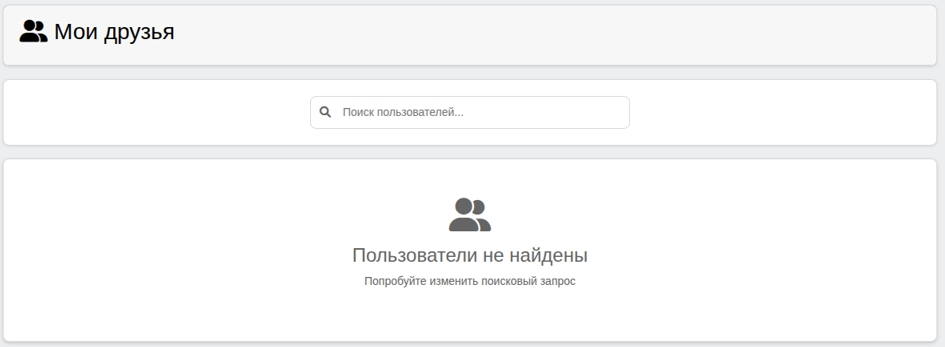 Мои друзья
Поиск пользователей...
Пользователи не найдены
Попробуйте изменить поисковый запрос